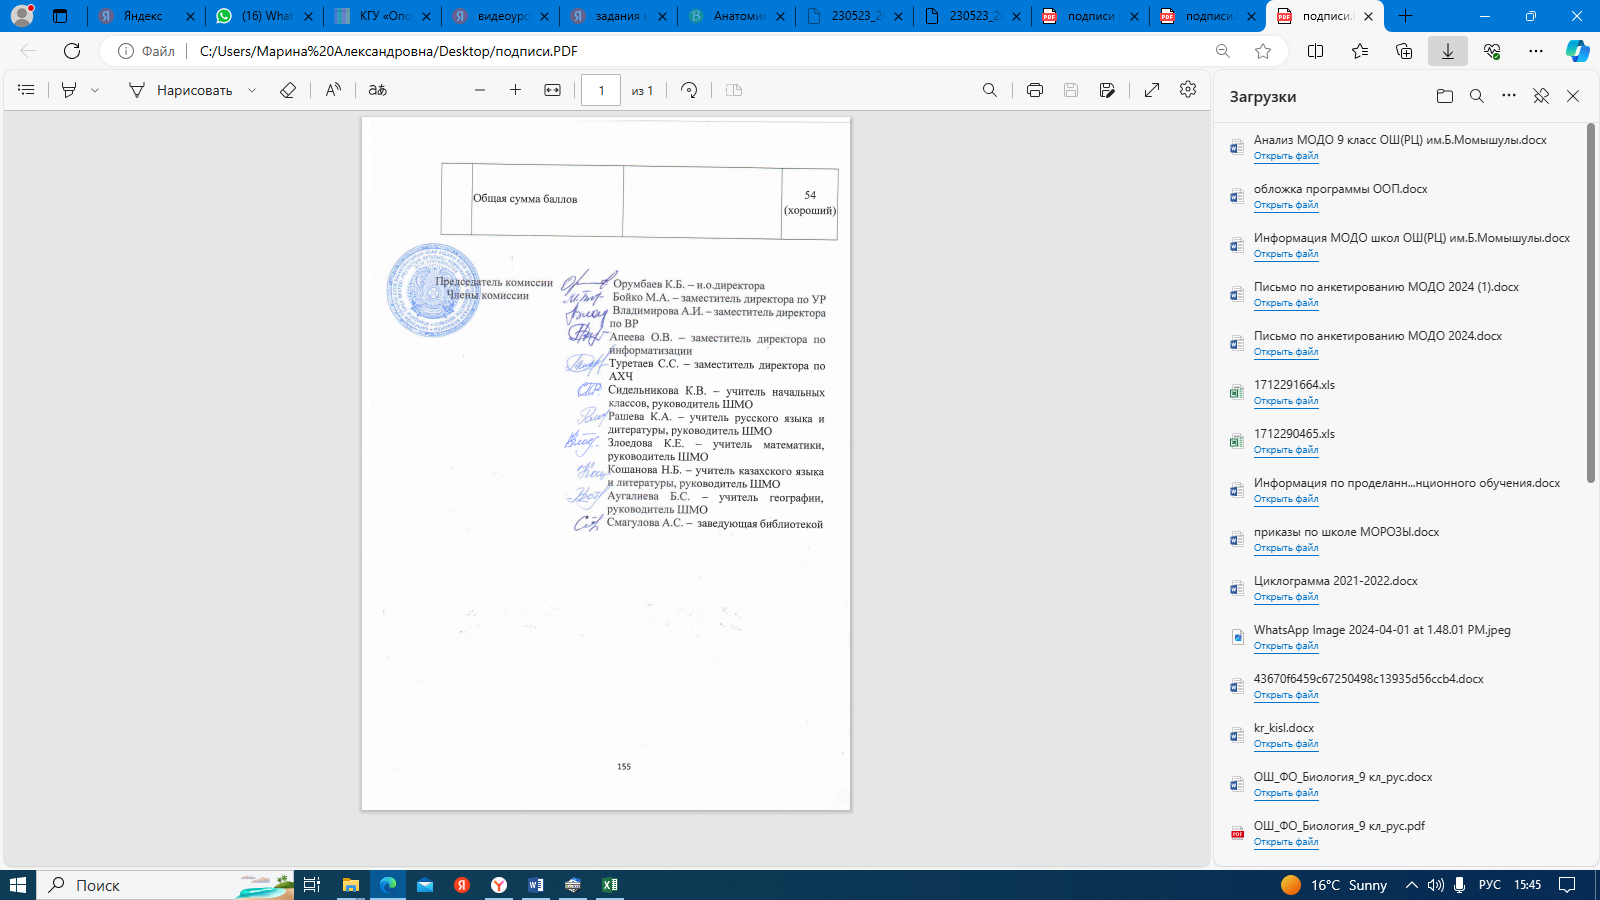 Яндекс
(16) What
КГУ «Опо
видеоуро
задания м
Анатоми
230523_2
230523_2
подписи.
подписи.
подписи.
Файл
C:/Users/Марина%20Александровна/Desktop/подписи.PDF
Нарисовать
аあ
1
из 1
Общая сумма баллов
54
(хороший)
Председатель комиссии
Орумбаев К.Б. – и.о.директора
Члены комиссии
Бойко М.А. – заместитель директора по УР
Владимирова А.И. – заместитель директора
по ВР
Апеева О.В. – заместитель директора по
информатизации
Туретаев С.С. – заместитель директора по
АХЧ
Сидельникова К.В. – учитель начальных
классов, руководитель ШМО
Рашева К.А. – учитель русского языка и
литературы, руководитель ШМО
Злоедова К.Е. – учитель математики,
руководитель ШМО
Кошанова Н.Б. – учитель казахского языка
и литературы, руководитель ШМО
Аугалиева Б.С. – учитель географии,
руководитель ШМО
Смагулова А.С. – заведующая библиотекой
155
Загрузки
Анализ МОДО 9 класс ОШ(РЦ) им.Б.Момышулы.docx
Открыть файл
обложка программы ООП.docx
Открыть файл
Информация МОДО школ ОШ(РЦ) им.Б.Момышулы.docx
Открыть файл
Письмо по анкетированию МОДО 2024 (1).docx
Открыть файл
Письмо по анкетированию МОДО 2024.docx
Открыть файл
1712291664.xls
Открыть файл
1712290465.xls
Открыть файл
Информация по проделанн...нционного обучения.docx
Открыть файл
приказы по школе МОРОЗЫ.docx
Открыть файл
Циклограмма 2021-2022.docx
Открыть файл
WhatsApp Image 2024-04-01 at 1.48.01 PM.jpeg
Открыть файл
43670f6459c67250498c13935d56ccb4.docx
Открыть файл
kr_kisl.docx
Открыть файл
ОШ_ФО_Биология_9 кл_рус.docx
Открыть файл
ОШ_ФО_Биология_9 кл_рус.pdf
Открыть файл
Поиск
16°C Sunny
РУС
15:45